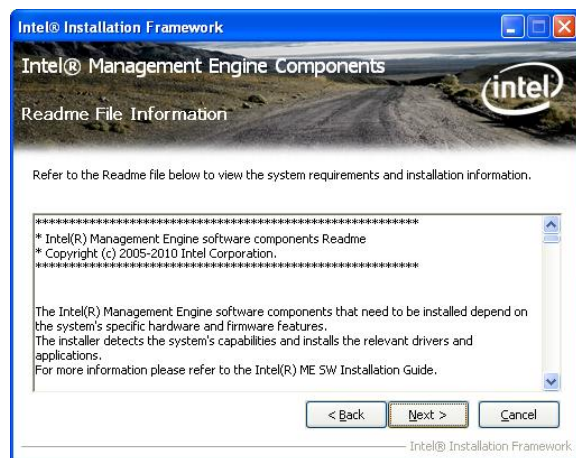 Intel® Installation Framework
Intel® Management Engine Components
intel
Readme File Information
Refer to the Readme file below to view the system requirements and installation information.
*********************************************************
* Intel(R) Management Engine software components Readme
* Copyright (c) 2005-2010 Intel Corporation.
*********************************************************
The Intel(R) Management Engine software components that need to be installed depend on
the system's specific hardware and firmware features.
The installer detects the system's capabilities and installs the relevant drivers and
applications.
For more information please refer to the Intel(R) ME SW Installation Guide.
< Back Next > Cancel
Intel® Installation Framework